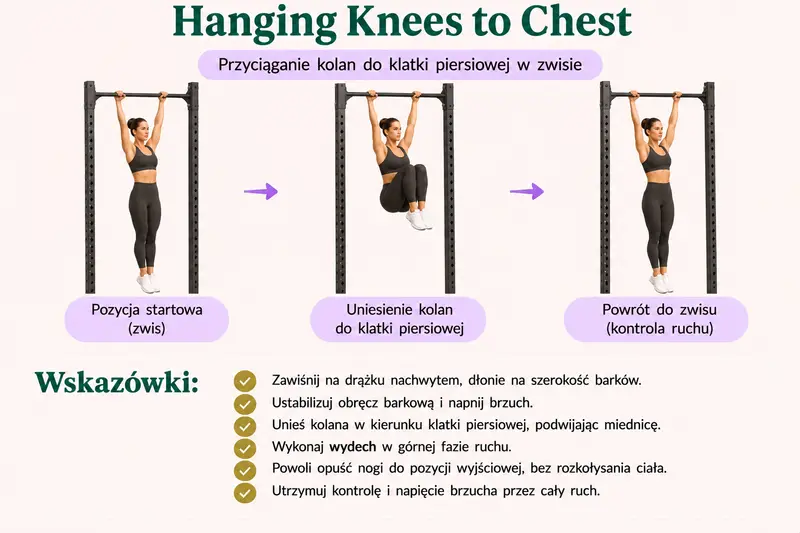 Hanging Knees to Chest
Przyciąganie kolan do klatki piersiowej w zwisie
Pozycja startowa
(zwis)
Uniesienie kolan
do klatki piersiowej
Powrót do zwisu
(kontrola ruchu)
Wskazówki:
Zawiśnij na drążku nachwytem, dłonie na szerokość barków.
Ustabilizuj obręcz barkową i napnij brzuch.
Unieś kolana w kierunku klatki piersiowej, podwijając miednicę.
Wykonaj wydech w górnej fazie ruchu.
Powoli opuść nogi do pozycji wyjściowej, bez rozkołysania ciała.
Utrzymuj kontrolę i napięcie brzucha przez cały ruch.